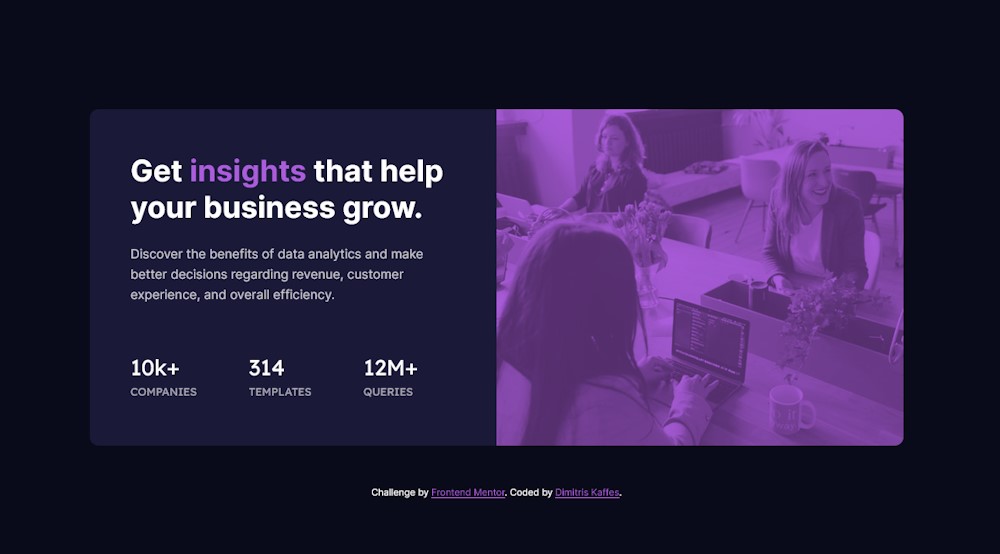 Get insights that help
your business grow.
Discover the benefits of data analytics and make
better decisions regarding revenue, customer
experience, and overall efficiency.
10k+ 314 12M+
COMPANIES TEMPLATES QUERIES
Challenge by Frontend Mentor. Coded by Dimitris Kaffes.